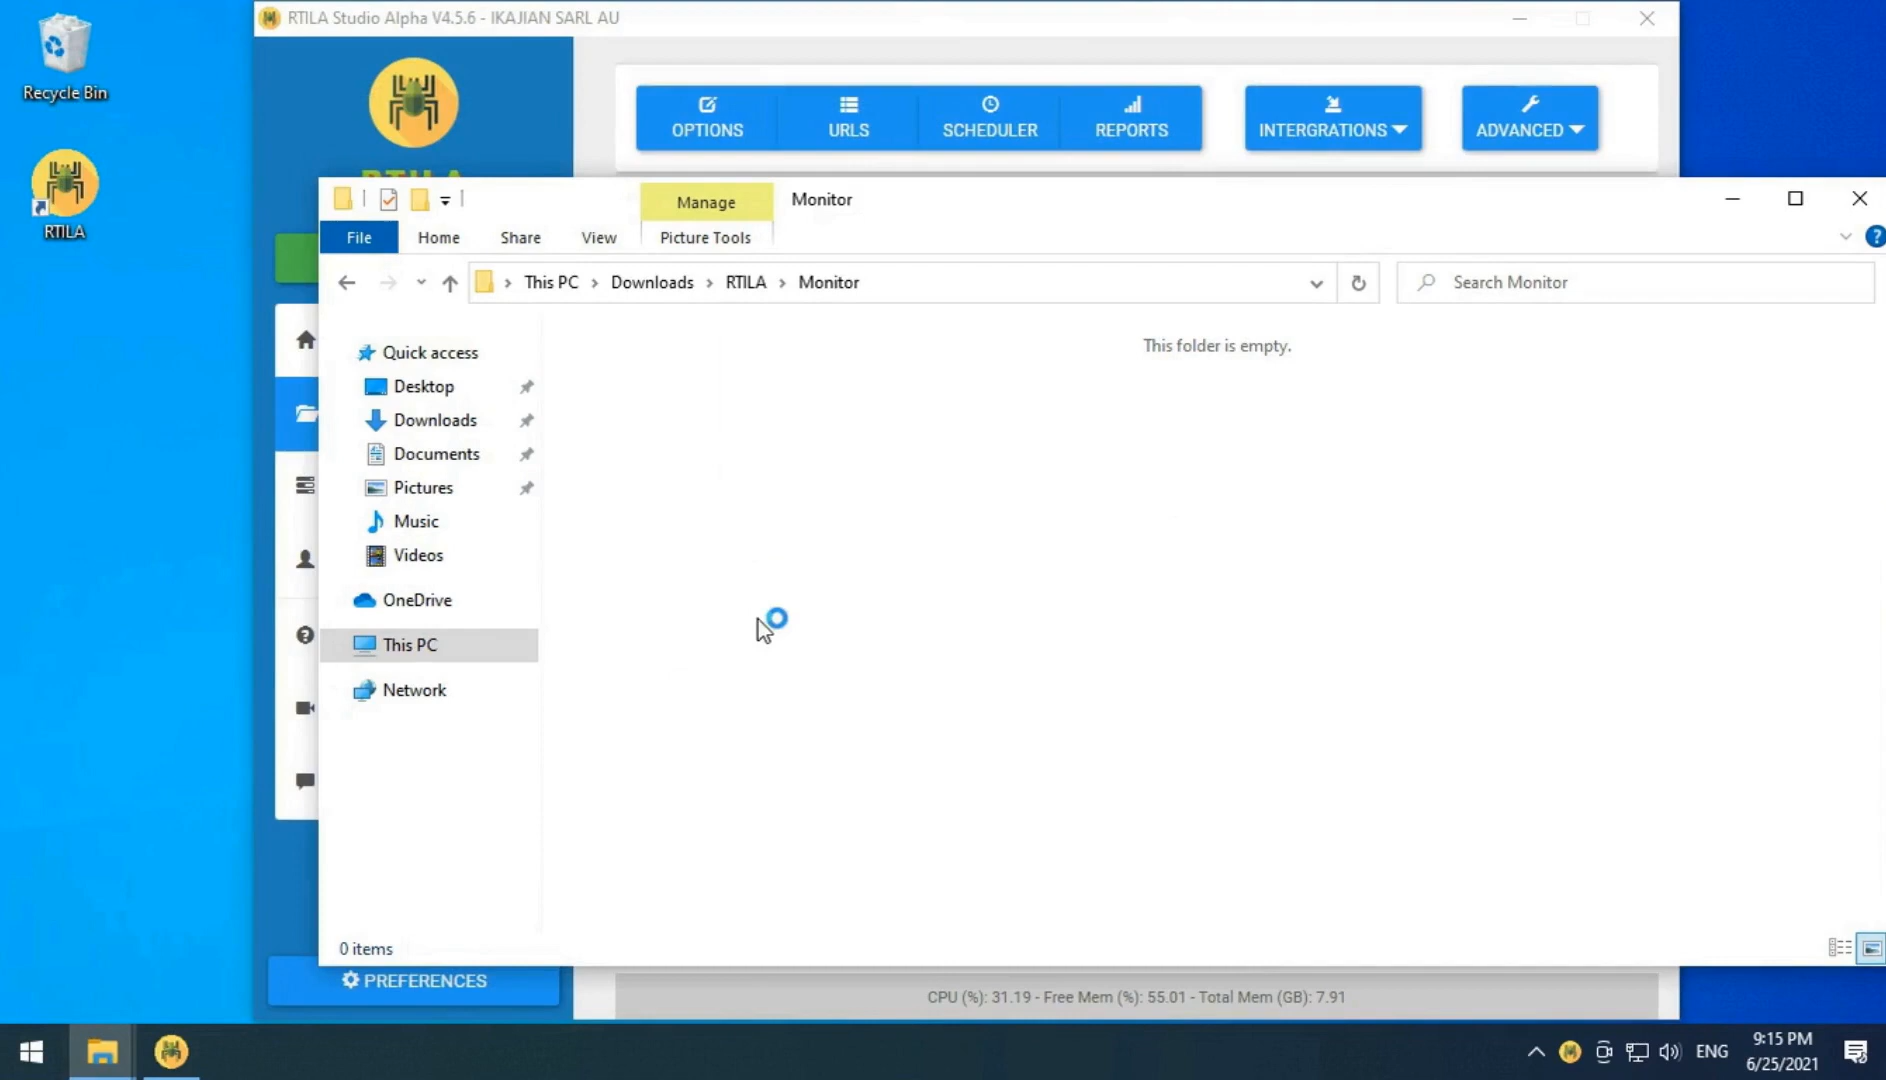 Recycle Bin
RTILA
RTILA Studio Alpha V4.5.6 - IKAJIAN SARL AU
OPTIONS
URLS
SCHEDULER
REPORTS
INTERGRATIONS
ADVANCED
Manage
Monitor
File
Home
Share
View
Picture Tools
This PC > Downloads > RTILA > Monitor
Search Monitor
This folder is empty.
Quick access
Desktop
Downloads
Documents
Pictures
Music
Videos
OneDrive
This PC
Network
0 items
PREFERENCES
CPU (%): 31.19 - Free Mem (%): 55.01 - Total Mem (GB): 7.91
ENG
9:15 PM
6/25/2021